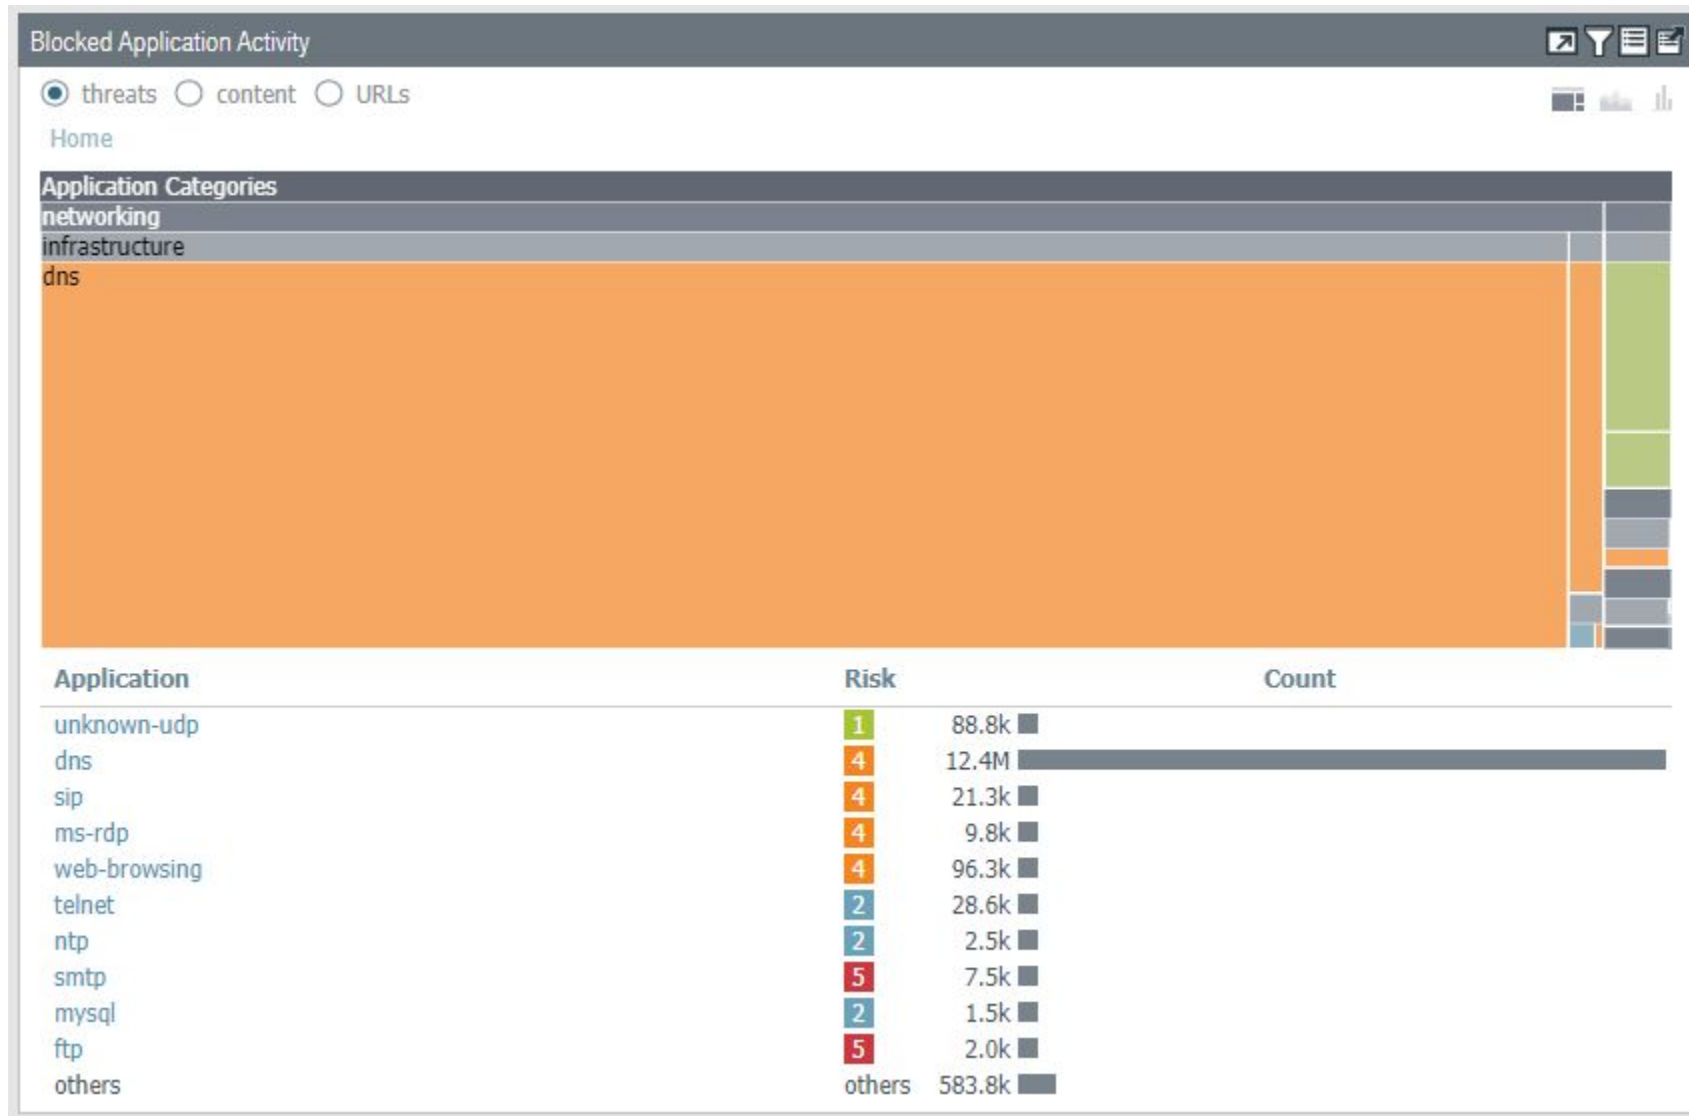 Blocked Application Activity
threats content URLs
Home
Application Categories
networking
infrastructure
dns
Application Risk Count
unknown-udp 1 88.8k
dns 4 12.4M
sip 4 21.3k
ms-rdp 4 9.8k
web-browsing 4 96.3k
telnet 2 28.6k
ntp 2 2.5k
smtp 5 7.5k
mysql 2 1.5k
ftp 5 2.0k
others others 583.8k